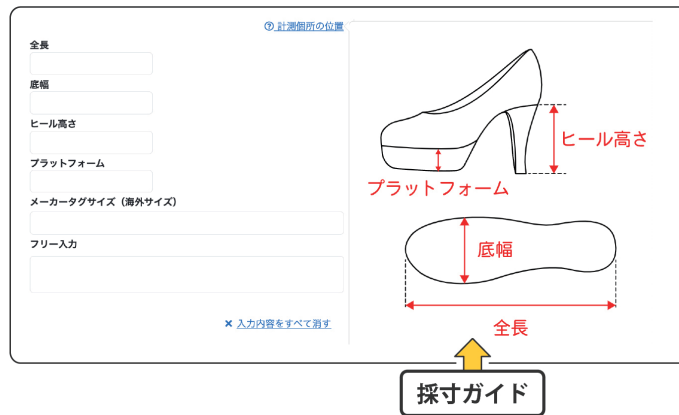 計測個所の位置
全長
底幅
ヒール高さ
プラットフォーム
メーカータグサイズ（海外サイズ）
フリー入力
× 入力内容をすべて消す
ヒール高さ
プラットフォーム
底幅
全長
採寸ガイド